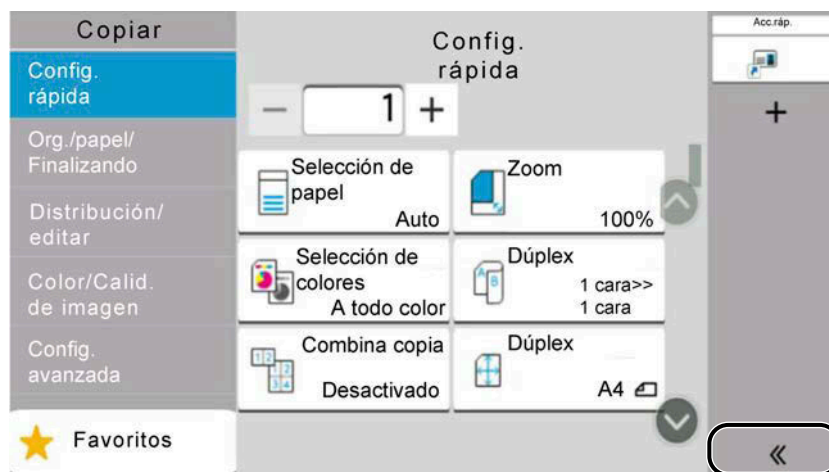 Copiar
Config.
rápida
Org./papel/
Finalizando
Distribución/
editar
Color/Calid.
de imagen
Config.
avanzada
Favoritos
Config.
rápida
1
Selección de
papel
Auto
Zoom
100%
Selección de
colores
A todo color
Dúplex
1 cara>>
1 cara
Combina copia
Desactivado
Dúplex
A4
Acc.ráp.